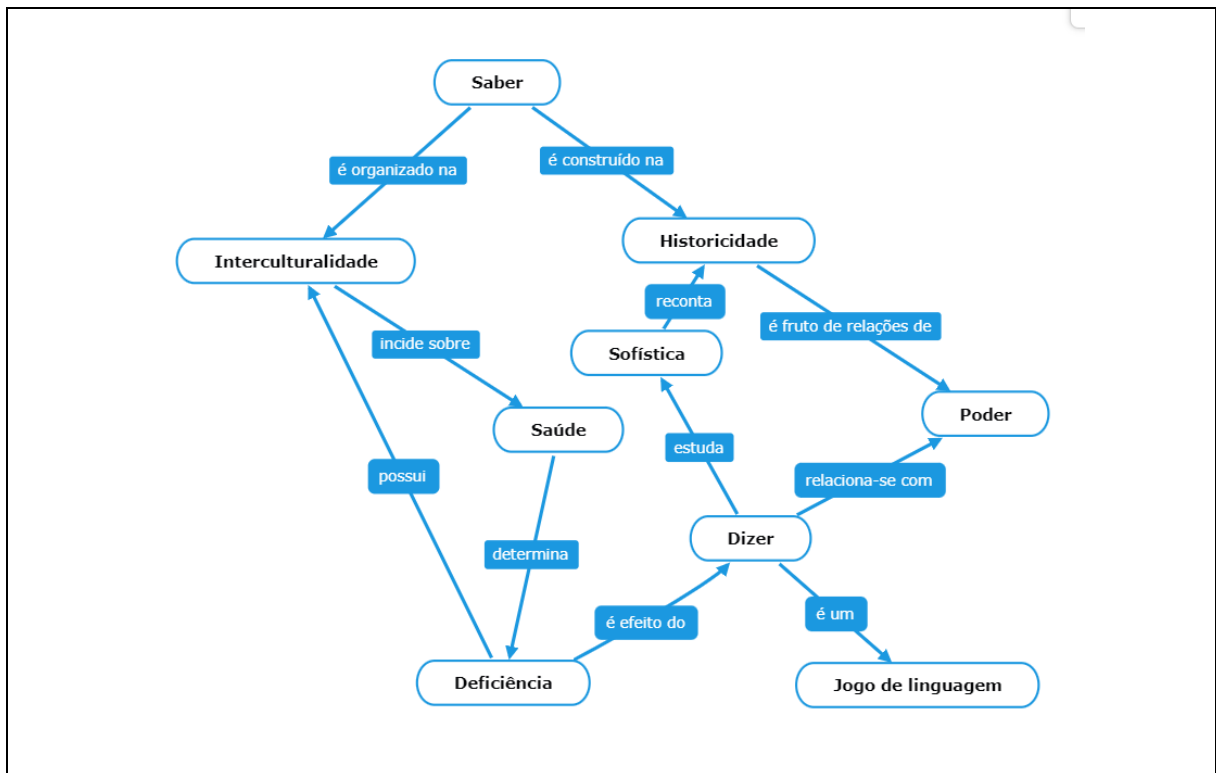 Saber
é organizado na
é construído na
Historicidade
Interculturalidade
reconta
é fruto de relações de
incide sobre
Sofística
Poder
Saúde
estuda
possui
relaciona-se com
Dizer
determina
é um
é efeito do
Deficiência
Jogo de linguagem